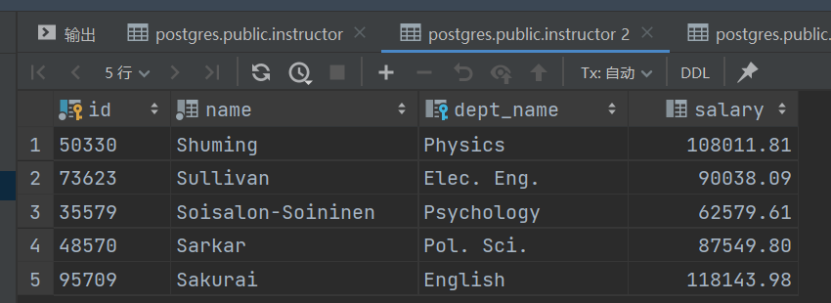 输出 postgres.public.instructor postgres.public.instructor 2 postgres.public.
5 行 Tx: 自动 DDL
id name dept_name salary
1 50330 Shuming Physics 108011.81
2 73623 Sullivan Elec. Eng. 90038.09
3 35579 Soisalon-Soininen Psychology 62579.61
4 48570 Sarkar Pol. Sci. 87549.80
5 95709 Sakurai English 118143.98